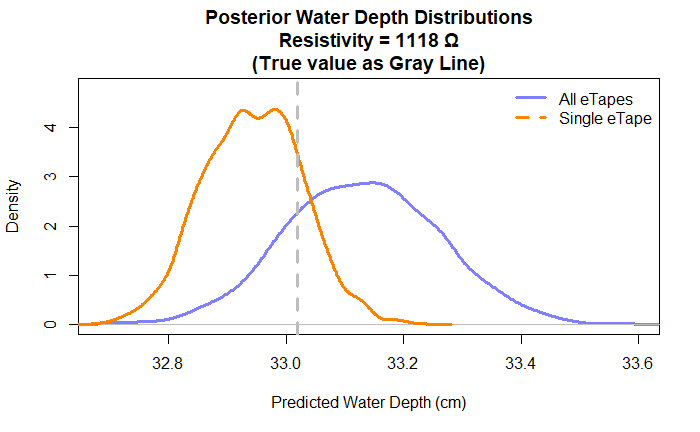 Posterior Water Depth Distributions
Resistivity = 1118 Ω
(True value as Gray Line)
All eTapes
Single eTape
Density
4
3
2
1
0
32.8 33.0 33.2 33.4 33.6
Predicted Water Depth (cm)